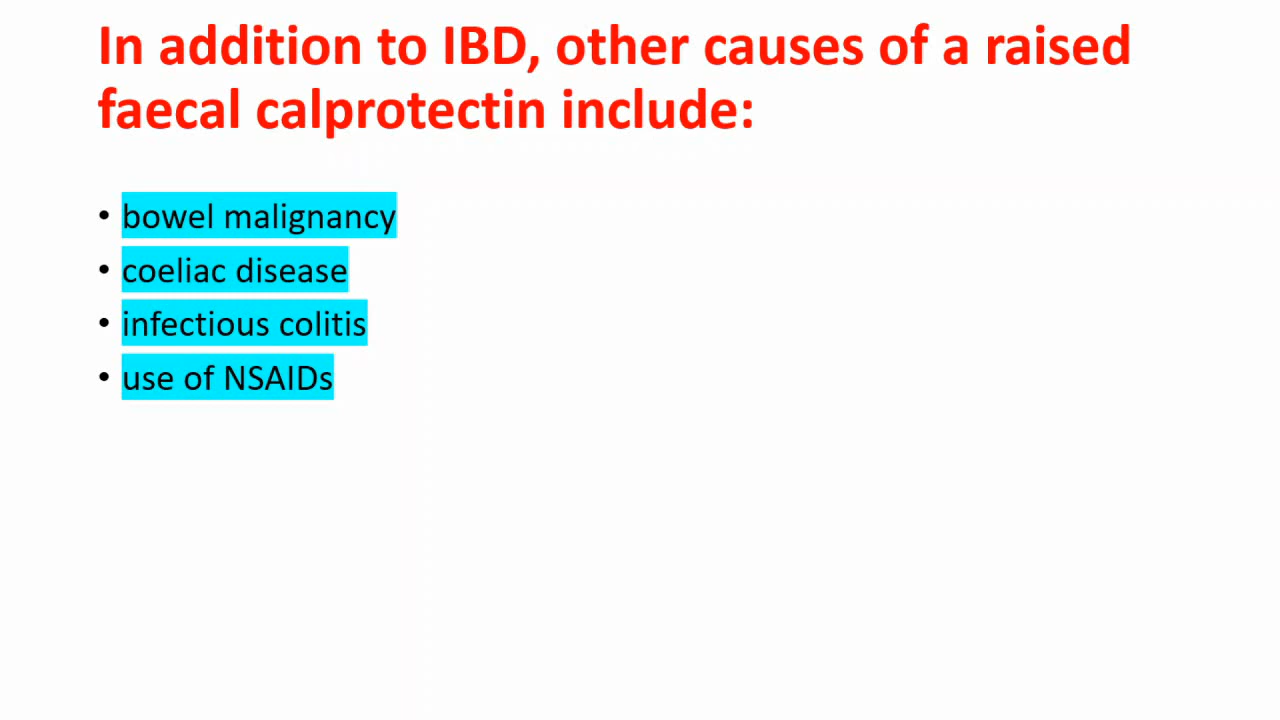 In addition to IBD, other causes of a raised
faecal calprotectin include:
• bowel malignancy
• coeliac disease
• infectious colitis
• use of NSAIDs